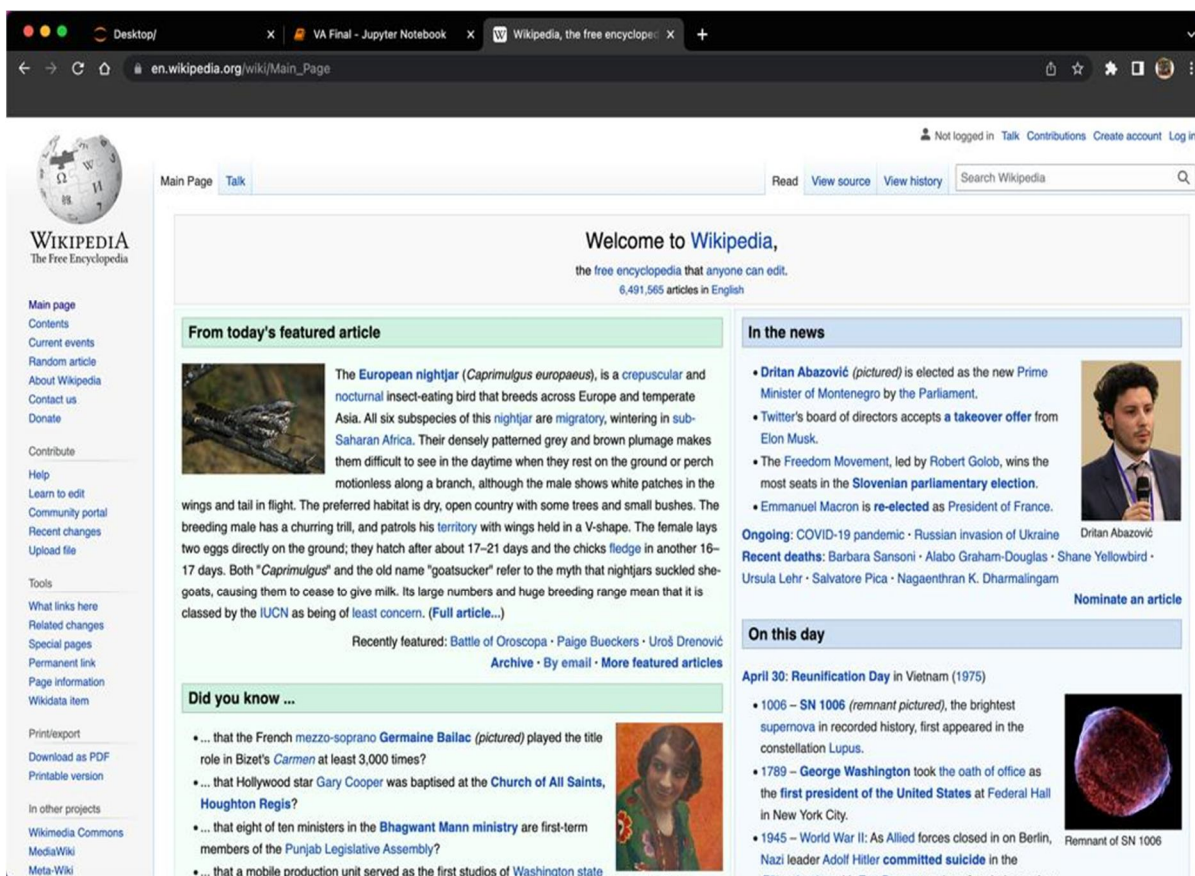 Desktop/
VA Final - Jupyter Notebook
Wikipedia, the free encycloped
en.wikipedia.org/wiki/Main_Page
Not logged in Talk Contributions Create account Log in
Main Page Talk
Read View source View history Search Wikipedia
WIKIPEDIA
The Free Encyclopedia
Main page
Contents
Current events
Random article
About Wikipedia
Contact us
Donate
Contribute
Help
Learn to edit
Community portal
Recent changes
Upload file
Tools
What links here
Related changes
Special pages
Permanent link
Page information
Wikidata item
Print/export
Download as PDF
Printable version
In other projects
Wikimedia Commons
MediaWiki
Meta-Wiki
Welcome to Wikipedia,
the free encyclopedia that anyone can edit.
6,491,565 articles in English
From today's featured article
The European nightjar (Caprimulgus europaeus), is a crepuscular and
nocturnal insect-eating bird that breeds across Europe and temperate
Asia. All six subspecies of this nightjar are migratory, wintering in sub-
Saharan Africa. Their densely patterned grey and brown plumage makes
them difficult to see in the daytime when they rest on the ground or perch
motionless along a branch, although the male shows white patches in the
wings and tail in flight. The preferred habitat is dry, open country with some trees and small bushes. The
breeding male has a churring trill, and patrols his territory with wings held in a V-shape. The female lays
two eggs directly on the ground; they hatch after about 17–21 days and the chicks fledge in another 16–
17 days. Both "Caprimulgus" and the old name "goatsucker" refer to the myth that nightjars suckled she-
goats, causing them to cease to give milk. Its large numbers and huge breeding range mean that it is
classed by the IUCN as being of least concern. (Full article...)
Recently featured: Battle of Oroscopa · Paige Bueckers · Uroš Drenović
Archive · By email · More featured articles
Did you know ...
• ... that the French mezzo-soprano Germaine Bailac (pictured) played the title
role in Bizet's Carmen at least 3,000 times?
• ... that Hollywood star Gary Cooper was baptised at the Church of All Saints,
Houghton Regis?
• ... that eight of ten ministers in the Bhagwant Mann ministry are first-term
members of the Punjab Legislative Assembly?
• ... that a mobile production unit served as the first studios of Washington state
In the news
• Dritan Abazović (pictured) is elected as the new Prime
Minister of Montenegro by the Parliament.
• Twitter's board of directors accepts a takeover offer from
Elon Musk.
• The Freedom Movement, led by Robert Golob, wins the
most seats in the Slovenian parliamentary election.
• Emmanuel Macron is re-elected as President of France.
Dritan Abazović
Ongoing: COVID-19 pandemic · Russian invasion of Ukraine
Recent deaths: Barbara Sansoni · Alabo Graham-Douglas · Shane Yellowbird ·
Ursula Lehr · Salvatore Pica · Nagaenthran K. Dharmalingam
Nominate an article
On this day
April 30: Reunification Day in Vietnam (1975)
• 1006 – SN 1006 (remnant pictured), the brightest
supernova in recorded history, first appeared in the
constellation Lupus.
• 1789 – George Washington took the oath of office as
the first president of the United States at Federal Hall
in New York City.
• 1945 – World War II: As Allied forces closed in on Berlin,
Nazi leader Adolf Hitler committed suicide in the
Remnant of SN 1006